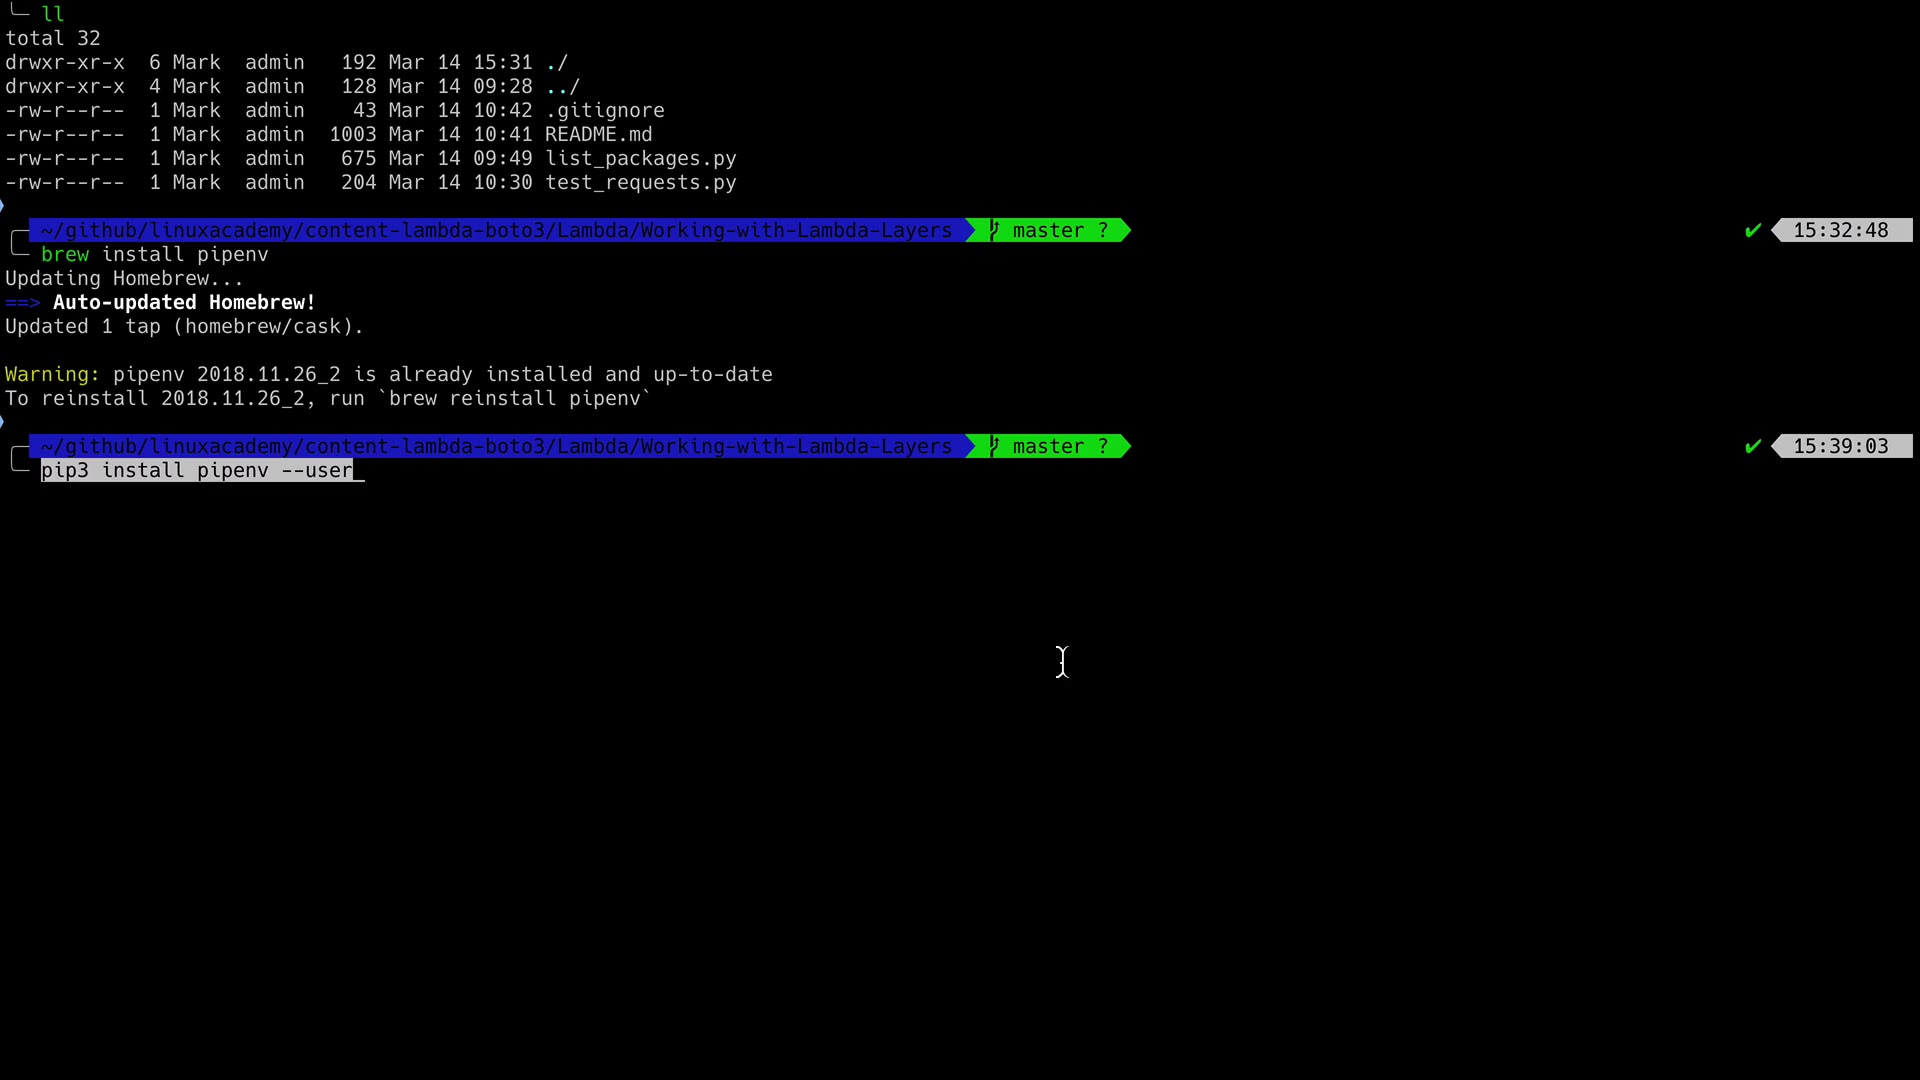 ll
total 32
drwxr-xr-x  6 Mark  admin   192 Mar 14 15:31 ./
drwxr-xr-x  4 Mark  admin   128 Mar 14 09:28 ../
-rw-r--r--  1 Mark  admin    43 Mar 14 10:42 .gitignore
-rw-r--r--  1 Mark  admin  1003 Mar 14 10:41 README.md
-rw-r--r--  1 Mark  admin   675 Mar 14 09:49 list_packages.py
-rw-r--r--  1 Mark  admin   204 Mar 14 10:30 test_requests.py
~/github/linuxacademy/content-lambda-boto3/Lambda/Working-with-Lambda-Layers master ? ✔ 15:32:48
brew install pipenv
Updating Homebrew...
==> Auto-updated Homebrew!
Updated 1 tap (homebrew/cask).
Warning: pipenv 2018.11.26_2 is already installed and up-to-date
To reinstall 2018.11.26_2, run `brew reinstall pipenv`
~/github/linuxacademy/content-lambda-boto3/Lambda/Working-with-Lambda-Layers master ? ✔ 15:39:03
pip3 install pipenv --user